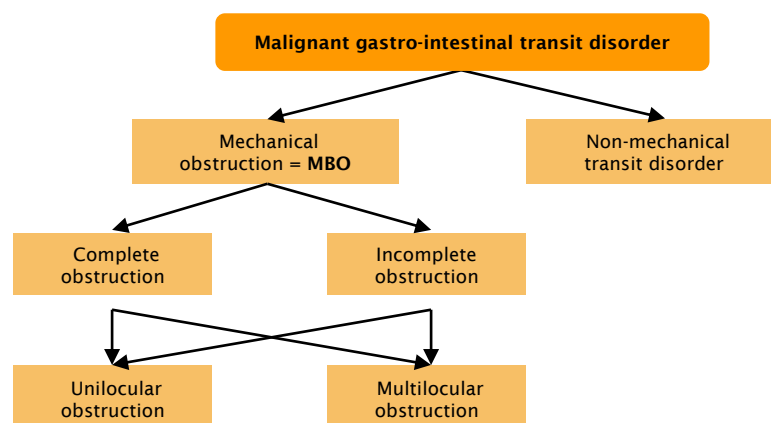 Malignant gastro-intestinal transit disorder
Mechanical
obstruction = MBO
Non-mechanical
transit disorder
Complete
obstruction
Incomplete
obstruction
Unilocular
obstruction
Multilocular
obstruction